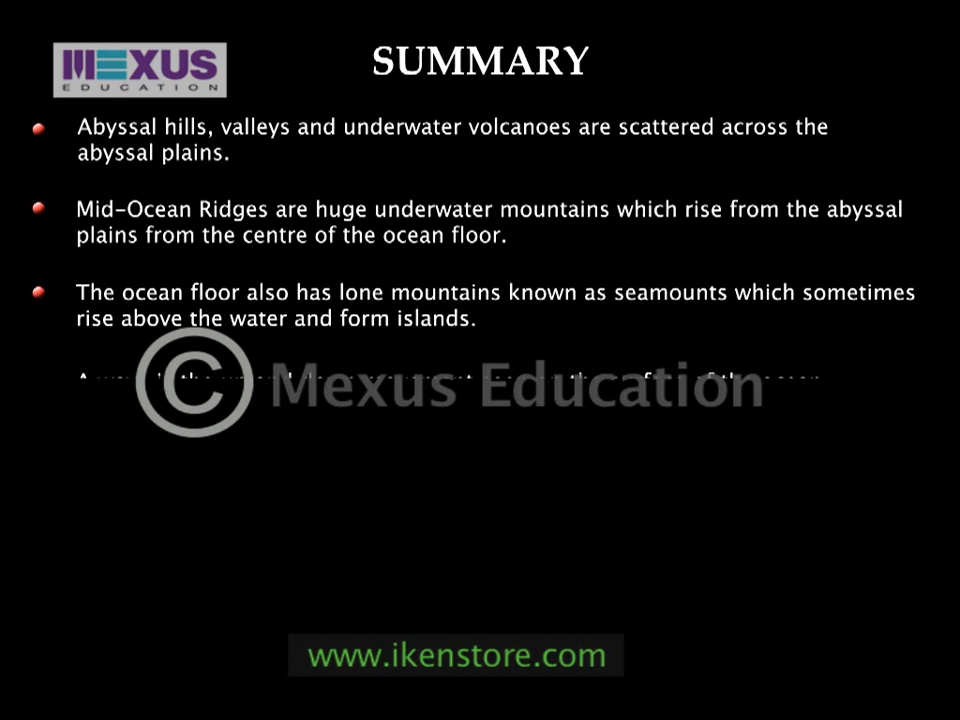 MEXUS
EDUCATION
SUMMARY
Abyssal hills, valleys and underwater volcanoes are scattered across the
abyssal plains.
Mid-Ocean Ridges are huge underwater mountains which rise from the abyssal
plains from the centre of the ocean floor.
The ocean floor also has lone mountains known as seamounts which sometimes
rise above the water and form islands.
© Mexus Education
www.ikenstore.com